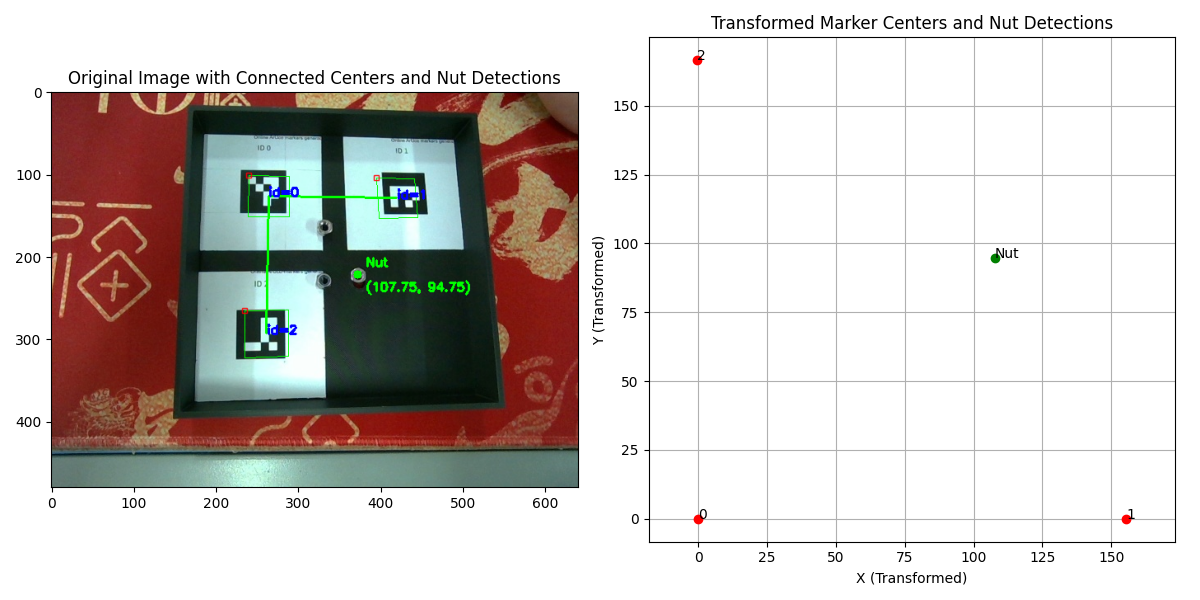 Original Image with Connected Centers and Nut Detections
0
100
200
300
400
0
100
200
300
400
500
600
ID 0
ID 1
ID 2
id=0
id=1
id=2
Nut
(107.75, 94.75)
Transformed Marker Centers and Nut Detections
Y (Transformed)
150
125
100
75
50
25
0
0
25
50
75
100
125
150
X (Transformed)
2
Nut
0
1